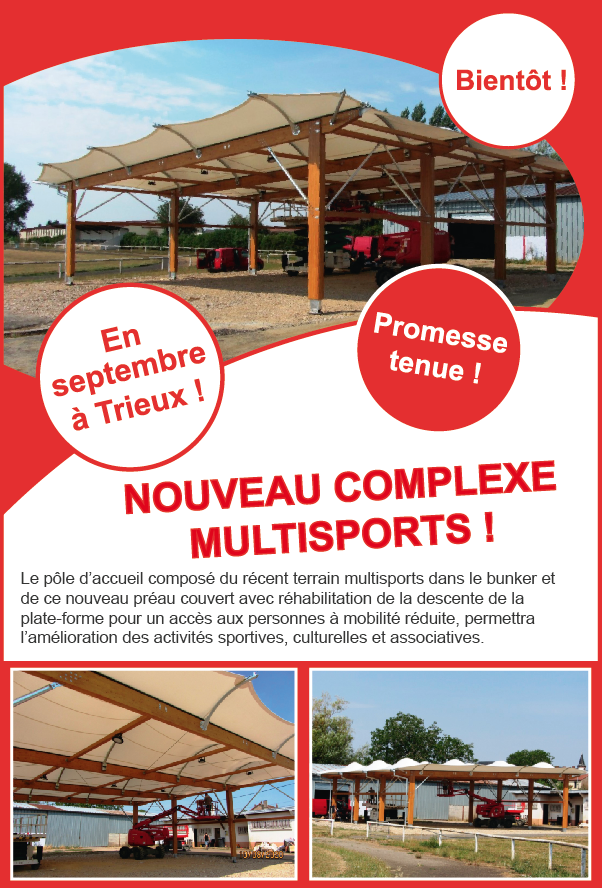 Bientôt !
En
septembre
à Trieux !
Promesse
tenue !
NOUVEAU COMPLEXE
MULTISPORTS !
Le pôle d’accueil composé du récent terrain multisports dans le bunker et
de ce nouveau préau couvert avec réhabilitation de la descente de la
plate-forme pour un accès aux personnes à mobilité réduite, permettra
l’amélioration des activités sportives, culturelles et associatives.